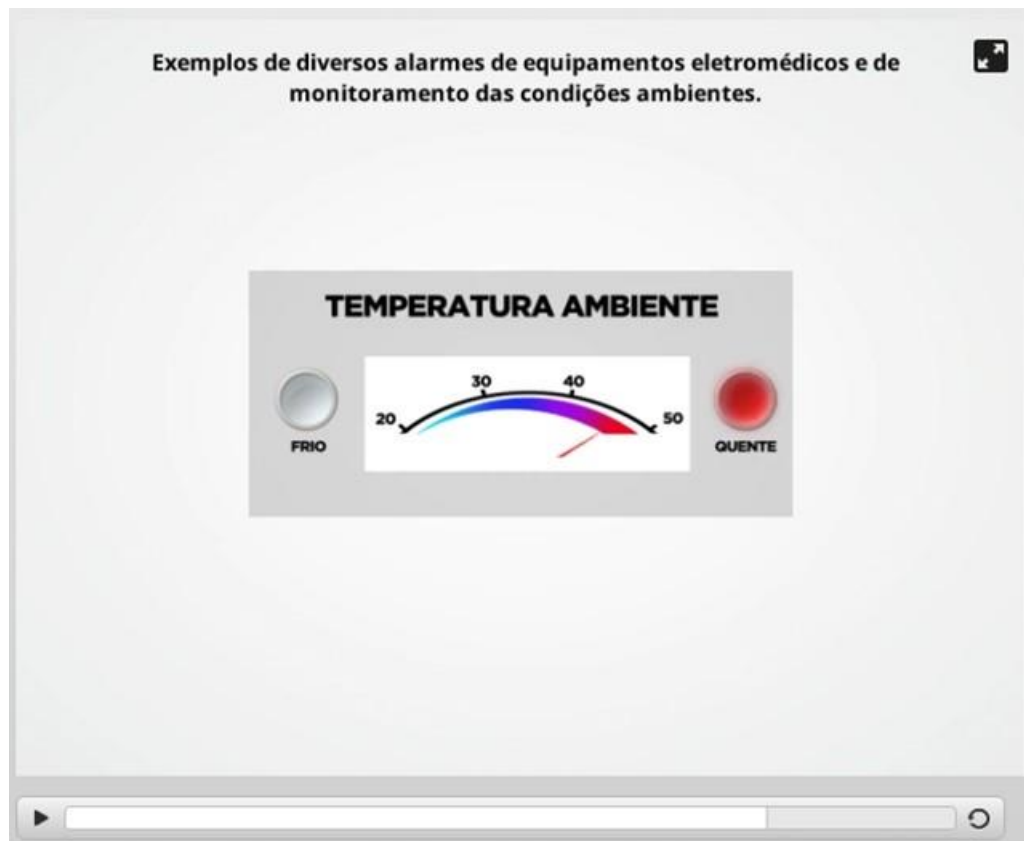 Exemplos de diversos alarmes de equipamentos eletromédicos e de
monitoramento das condições ambientes.
TEMPERATURA AMBIENTE
20
30
40
50
FRIO
QUENTE